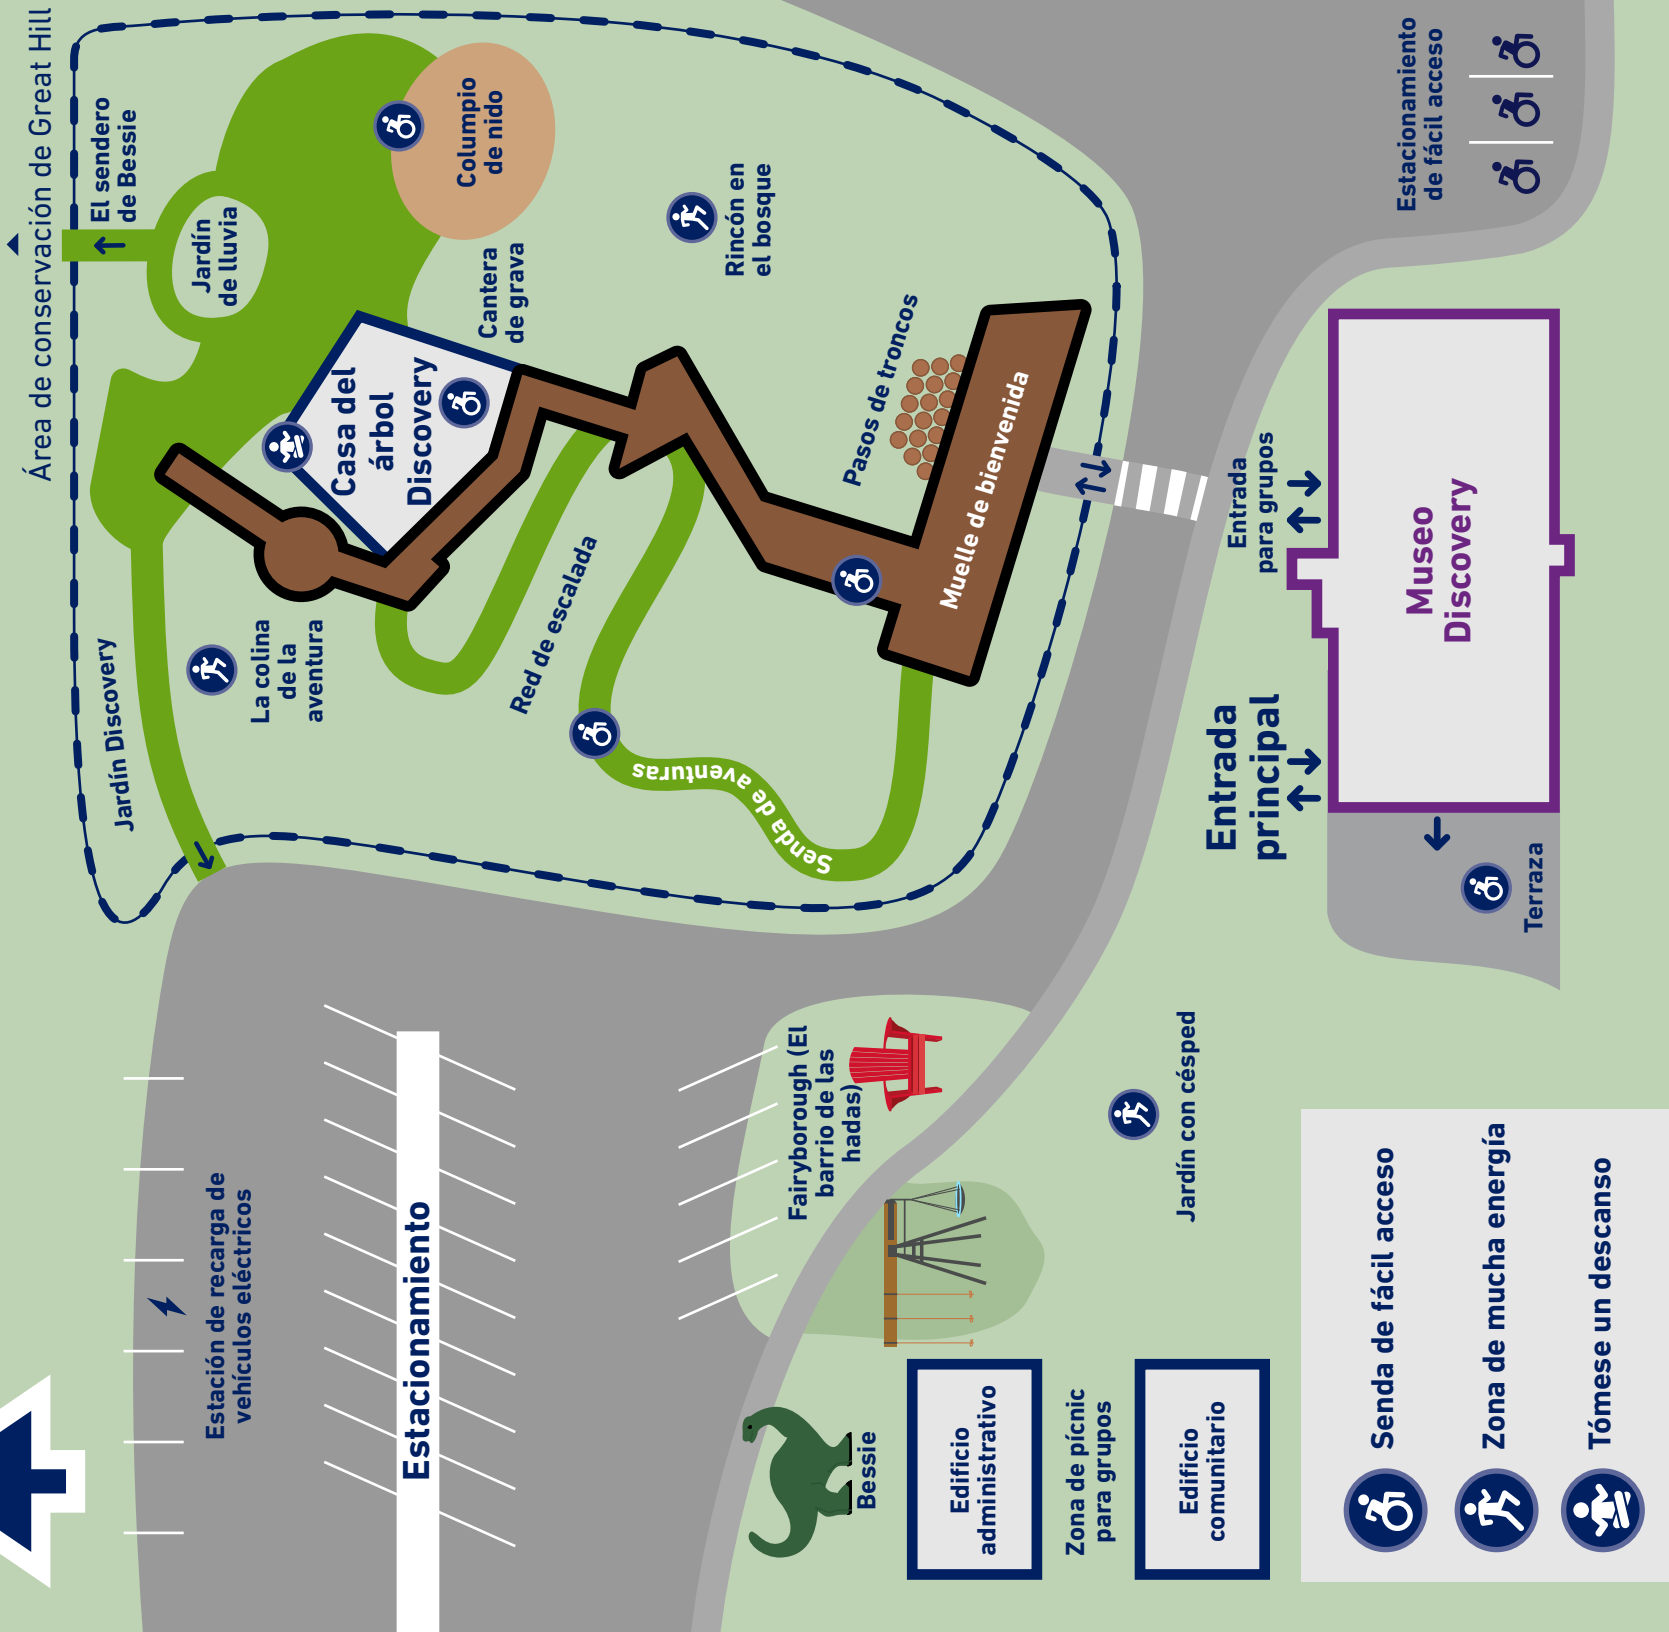 Área de conservación de Great Hill
El sendero
de Bessie
Jardín
de lluvia
Columpio
de nido
Cantera
de grava
Rincón en
el bosque
Casa del
árbol
Discovery
Pasos de troncos
Muelle de bienvenida
Red de escalada
La colina
de la
aventura
Jardín Discovery
Senda de aventuras
Estacionamiento
de fácil acceso
Entrada
para grupos
Museo
Discovery
Entrada
principal
Terraza
Estación de recarga de
vehículos eléctricos
Estacionamiento
Fairyborough (El
barrio de las
hadas)
Jardín con césped
Bessie
Edificio
administrativo
Zona de pícnic
para grupos
Edificio
comunitario
Senda de fácil acceso
Zona de mucha energía
Tómese un descanso